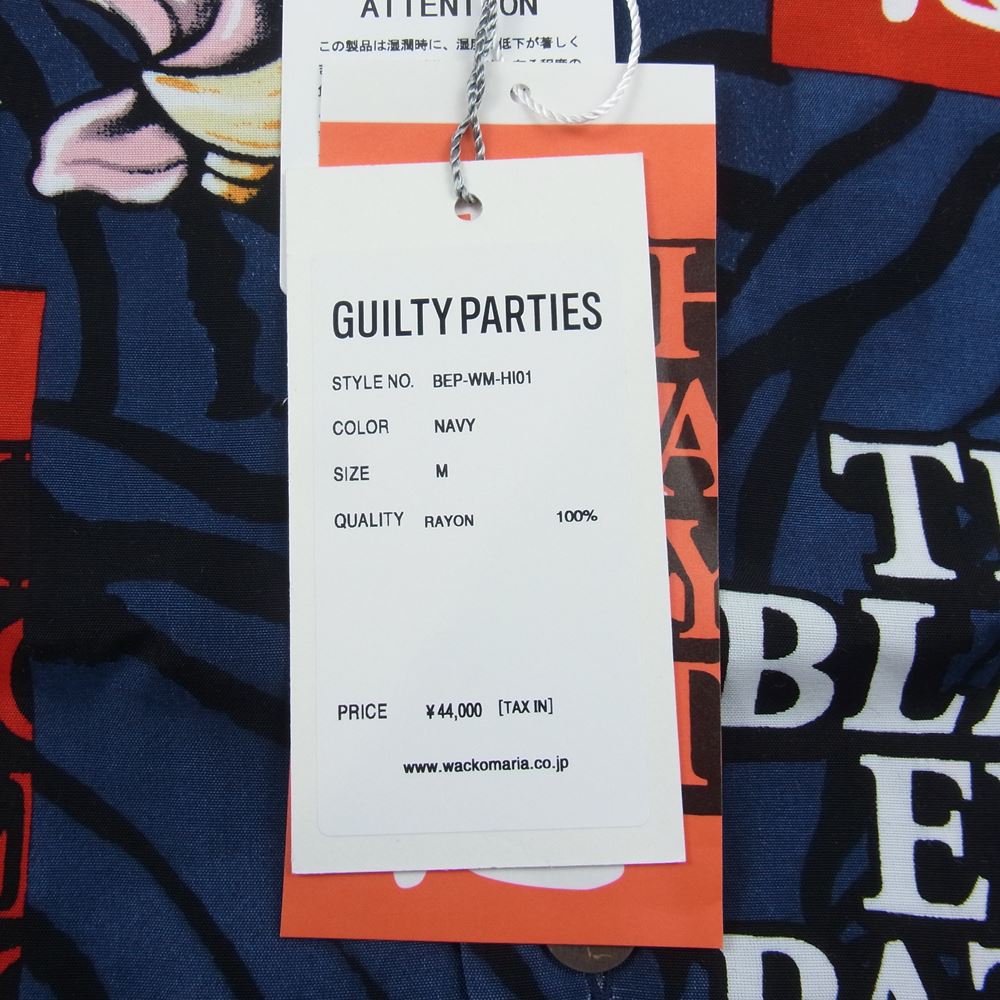 ATTENTION
この製品は湿潤時に、湿度 低下が著しく
GUILTY PARTIES
STYLE NO. BEP-WM-HI01
COLOR NAVY
SIZE M
QUALITY RAYON 100%
PRICE ¥44,000 [TAX IN]
www.wackomaria.co.jp
BL
E